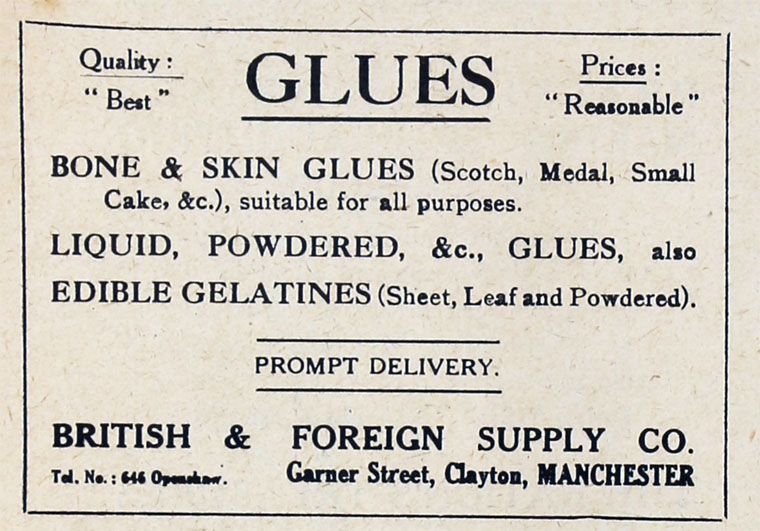 Quality :
" Best "
GLUES
Prices :
" Reasonable "
BONE & SKIN GLUES (Scotch, Medal, Small
Cake, &c.), suitable for all purposes.
LIQUID, POWDERED, &c., GLUES, also
EDIBLE GELATINES (Sheet, Leaf and Powdered).
PROMPT DELIVERY.
BRITISH & FOREIGN SUPPLY CO.
Tel. No. : 646 Openshaw.
Garner Street, Clayton, MANCHESTER